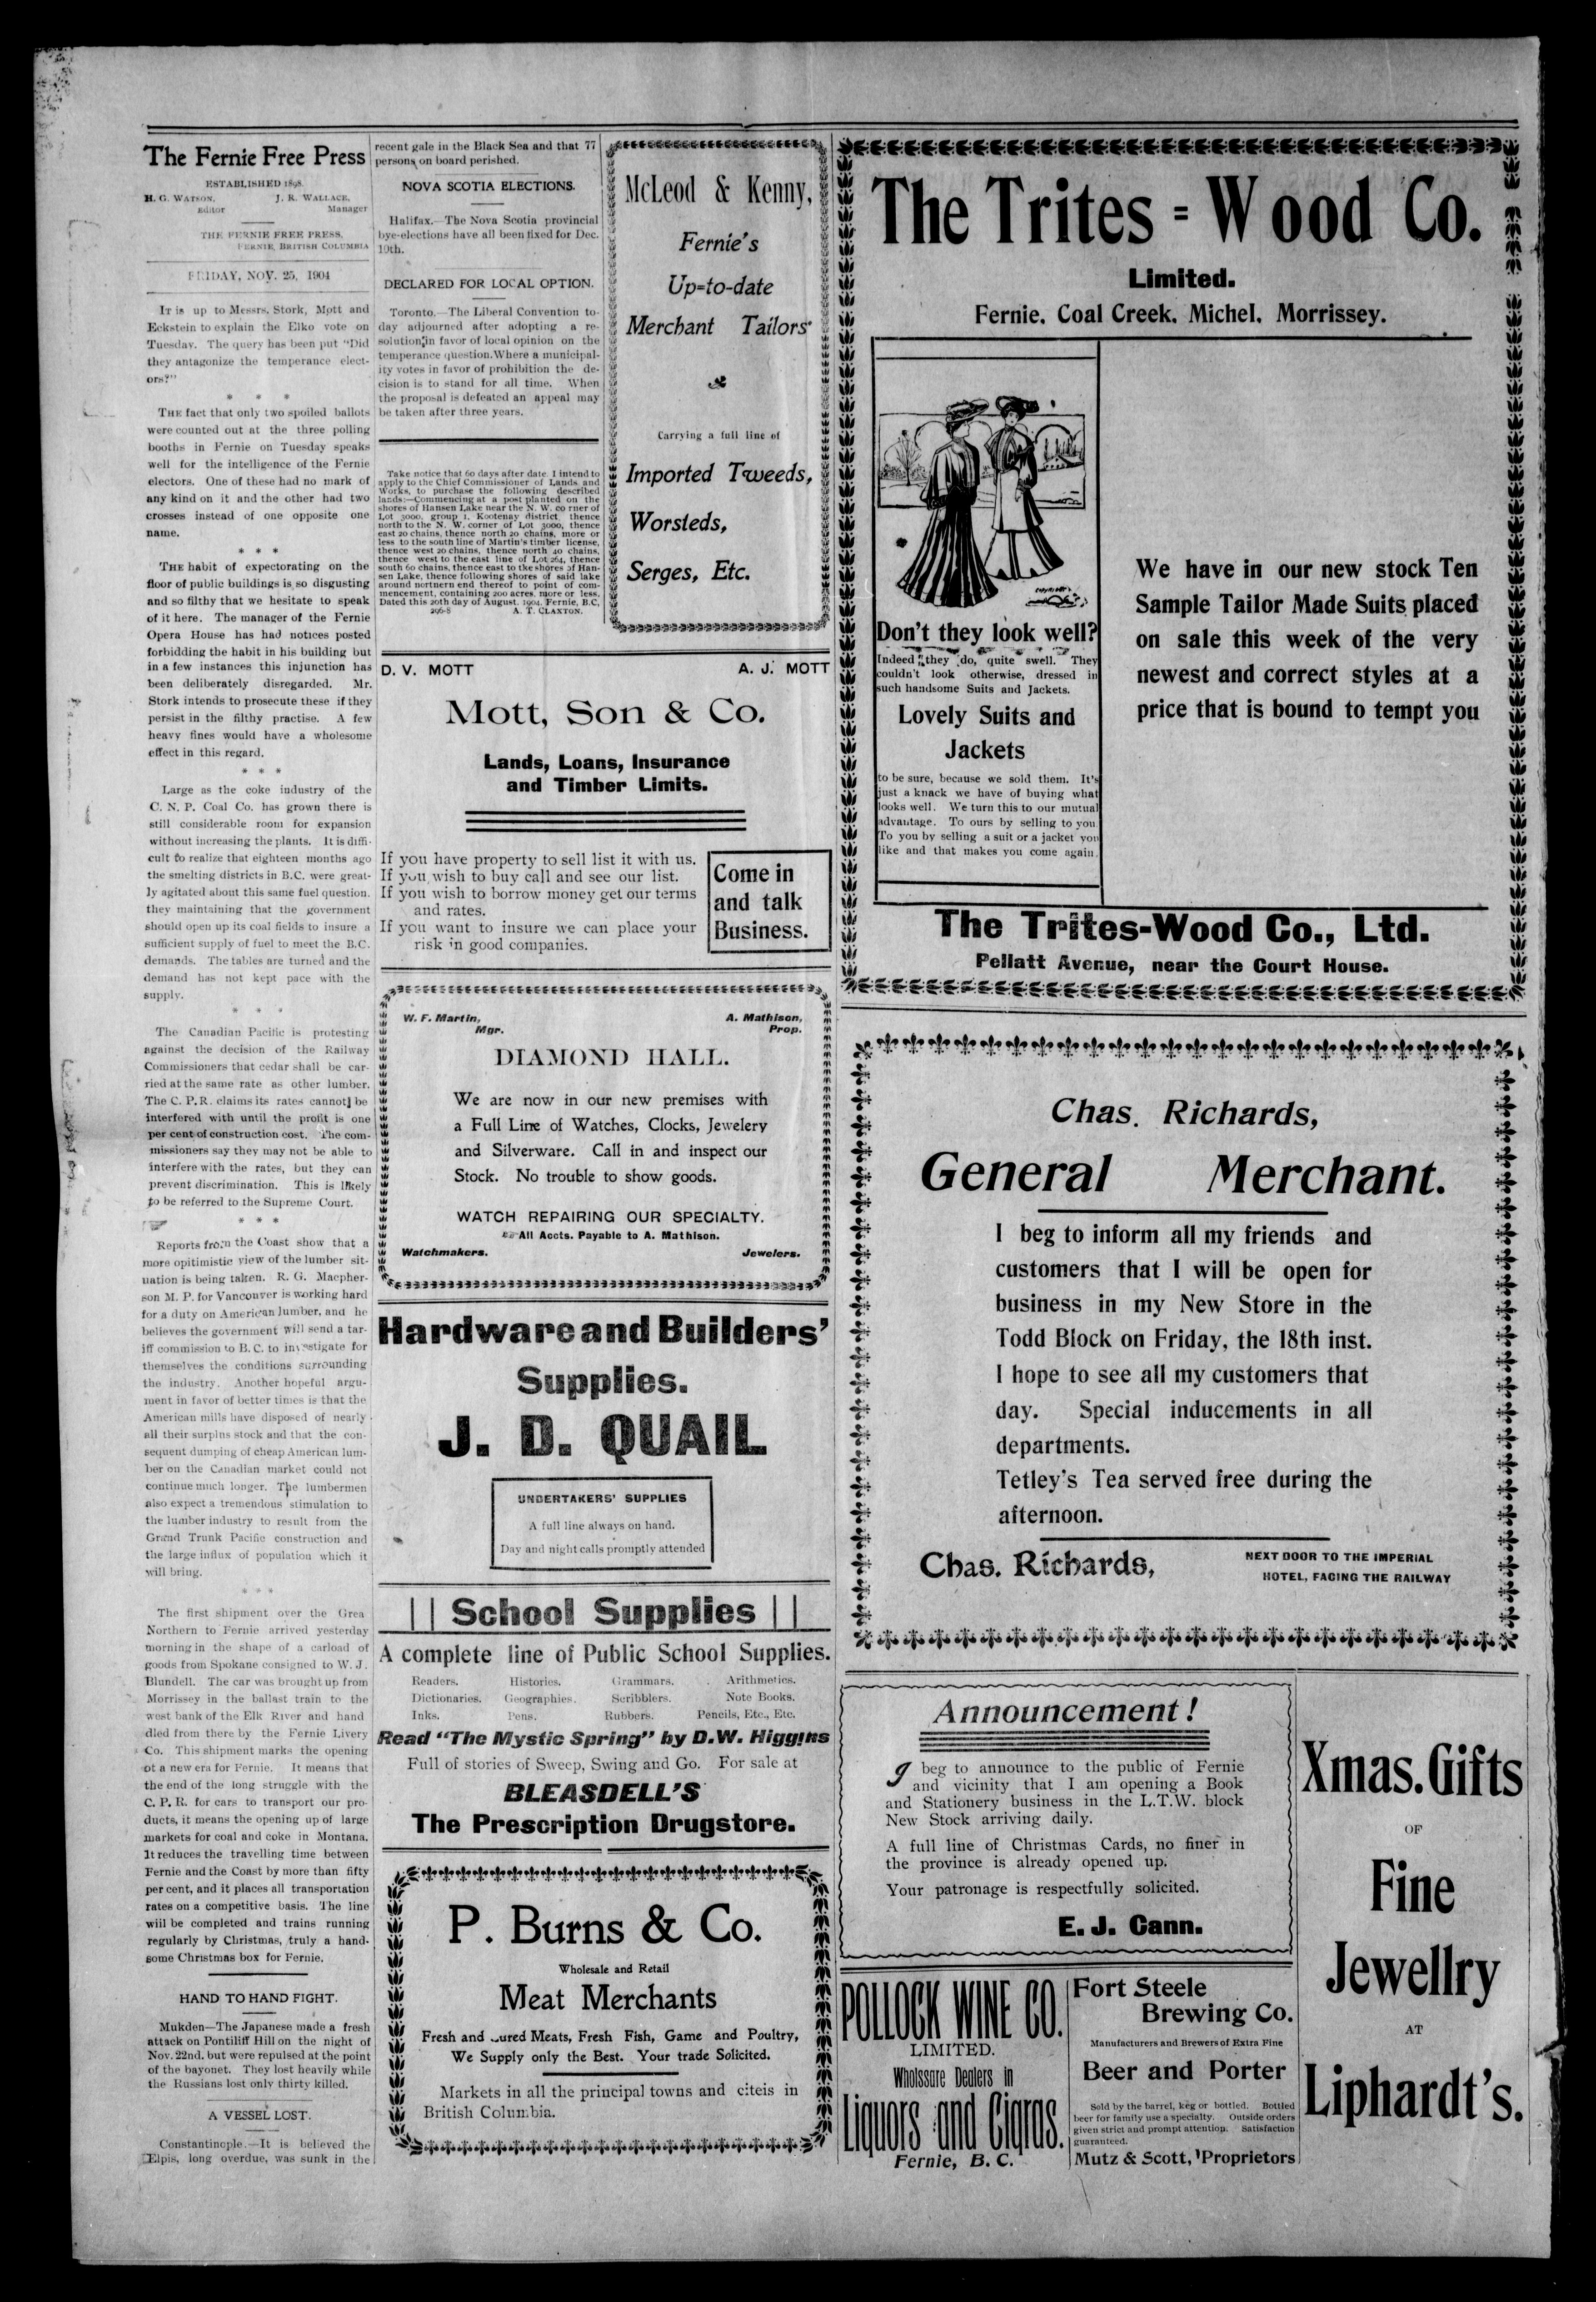 The Fernie Free Press
ESTABLISHED 1898.
H. G. WATSON, J. R. WALLACE,
Editor Manager
THE FERNIE FREE PRESS,
FERNIE, BRITISH COLUMBIA
FRIDAY, NOV. 25, 1904
IT is up to Messrs. Stork, Mott and
Eckstein to explain the Elko vote on
Tuesday. The query has been put "Did
they antagonize the temperance elect-
ors?"
* * *
THE fact that only two spoiled ballots
were counted out at the three polling
booths in Fernie on Tuesday speaks
well for the intelligence of the Fernie
electors. One of these had no mark of
any kind on it and the other had two
crosses instead of one opposite one
name.
* * *
THE habit of expectorating on the
floor of public buildings is so disgusting
and so filthy that we hesitate to speak
of it here. The manager of the Fernie
Opera House has had notices posted
forbidding the habit in his building but
in a few instances this injunction has
been deliberately disregarded. Mr.
Stork intends to prosecute these if they
persist in the filthy practise. A few
heavy fines would have a wholesome
effect in this regard.
* * *
Large as the coke industry of the
C. N. P. Coal Co. has grown there is
still considerable room for expansion
without increasing the plants. It is diffi-
cult to realize that eighteen months ago
the smelting districts in B.C. were great-
ly agitated about this same fuel question.
they maintaining that the government
should open up its coal fields to insure a
sufficient supply of fuel to meet the B.C.
demands. The tables are turned and the
demand has not kept pace with the
supply.
* * *
The Canadian Pacific is protesting
against the decision of the Railway
Commissioners that cedar shall be car-
ried at the same rate as other lumber.
The C. P. R. claims its rates cannot be
interfered with until the profit is one
per cent of construction cost. The com-
missioners say they may not be able to
interfere with the rates, but they can
prevent discrimination. This is likely
to be referred to the Supreme Court.
* * *
Reports from the Coast show that a
more opitimistic view of the lumber sit-
uation is being taken. R. G. Macpher-
son M. P. for Vancouver is working hard
for a duty on American lumber, and he
believes the government will send a tar-
iff commission to B. C. to investigate for
themselves the conditions surrounding
the industry. Another hopeful argu-
ment in favor of better times is that the
American mills have disposed of nearly
all their surplns stock and that the con-
sequent dumping of cheap American lum-
ber on the Canadian market could not
continue much longer. The lumbermen
also expect a tremendous stimulation to
the lumber industry to result from the
Grand Trunk Pacific construction and
the large influx of population which it
will bring.
* * *
The first shipment over the Grea
Northern to Fernie arrived yesterday
morning in the shape of a carload of
goods from Spokane consigned to W. J.
Blundell. The car was brought up from
Morrissey in the ballast train to the
west bank of the Elk River and hand
dled from there by the Fernie Livery
Co. This shipment marks the opening
ot a new era for Fernie. It means that
the end of the long struggle with the
C. P. R. for cars to transport our pro-
ducts, it means the opening up of large
markets for coal and coke in Montana.
It reduces the travelling time between
Fernie and the Coast by more than fifty
per cent, and it places all transportation
rates on a competitive basis. The line
wiil be completed and trains running
regularly by Christmas, truly a hand-
some Christmas box for Fernie.
HAND TO HAND FIGHT.
Mukden—The Japanese made a fresh
attack on Pontiliff Hill on the night of
Nov. 22nd. but were repulsed at the point
of the bayonet. They lost heavily while
the Russians lost only thirty killed.
A VESSEL LOST.
Constantinople.—It is believed the
Elpis, long overdue, was sunk in the
recent gale in the Black Sea and that 77
persons on board perished.
NOVA SCOTIA ELECTIONS.
Halifax.—The Nova Scotia provincial
bye-elections have all been fixed for Dec.
10th.
DECLARED FOR LOCAL OPTION.
Toronto.—The Liberal Convention to-
day adjourned after adopting a re-
solution in favor of local opinion on the
temperance question. Where a municipal-
ity votes in favor of prohibition the de-
cision is to stand for all time. When
the proposal is defeated an appeal may
be taken after three years.
Take notice that 60 days after date I intend to
apply to the Chief Commissioner of Lands and
Works, to purchase the following described
lands:—Commencing at a post planted on the
shores of Hansen Lake near the N. W. co rner of
Lot 3000, group 1, Kootenay district thence
north to the N. W. corner of Lot 3000, thence
east 20 chains, thence north 20 chains, more or
less to the south line of Martin's timber license,
thence west 20 chains, thence north 40 chains,
thence west to the east line of Lot 264, thence
south 60 chains, thence east to tke shores of Han-
sen Lake, thence following shores of said lake
around nortnern end thereof to point of com-
mencement, containing 200 acres, more or less.
Dated this 20th day of August, 1904, Fernie, B.C,
296-8 A. T. CLAXTON.
McLeod & Kenny,
Fernie's
Up=to-date
Merchant Tailors
Carrying a full line of
Imported Tweeds,
Worsteds,
Serges, Etc.
D. V. MOTT A. J. MOTT
Mott, Son & Co.
Lands, Loans, Insurance
and Timber Limits.
If you have property to sell list it with us.
If you wish to buy call and see our list.
If you wish to borrow money get our terms
and rates.
If you want to insure we can place your
risk in good companies.
Come in
and talk
Business.
W. F. Martin, A. Mathison,
Mgr. Prop.
DIAMOND HALL.
We are now in our new premises with
a Full Line of Watches, Clocks, Jewelery
and Silverware. Call in and inspect our
Stock. No trouble to show goods.
WATCH REPAIRING OUR SPECIALTY.
All Accts. Payable to A. Mathison.
Watchmakers. Jewelers.
Hardware and Builders'
Supplies.
J. D. QUAIL
UNDERTAKERS' SUPPLIES
A full line always on hand.
Day and night calls promptly attended
School Supplies
A complete line of Public School Supplies.
Readers. Histories. Grammars. Arithmetics.
Dictionaries. Geographies. Scribblers. Note Books.
Inks. Pens. Rubbers. Pencils, Etc., Etc.
Read "The Mystic Spring" by D.W. Higgins
Full of stories of Sweep, Swing and Go. For sale at
BLEASDELL'S
The Prescription Drugstore.
P. Burns & Co.
Wholesale and Retail
Meat Merchants
Fresh and ured Meats, Fresh Fish, Game and Poultry,
We Supply only the Best. Your trade Solicited.
Markets in all the principal towns and citeis in
British Columbia.
The Trites=Wood Co.
Limited.
Fernie, Coal Creek, Michel, Morrissey.
Don't they look well?
Indeed they do, quite swell. They
couldn't look otherwise, dressed in
such handsome Suits and Jackets.
Lovely Suits and
Jackets
to be sure, because we sold them. It's
just a knack we have of buying what
looks well. We turn this to our mutual
advantage. To ours by selling to you.
To you by selling a suit or a jacket you
like and that makes you come again.
We have in our new stock Ten
Sample Tailor Made Suits placed
on sale this week of the very
newest and correct styles at a
price that is bound to tempt you
The Trites-Wood Co., Ltd.
Pellatt Avenue, near the Court House.
Chas. Richards,
General Merchant.
I beg to inform all my friends and
customers that I will be open for
business in my New Store in the
Todd Block on Friday, the 18th inst.
I hope to see all my customers that
day. Special inducements in all
departments.
Tetley's Tea served free during the
afternoon.
Chas. Richards,
NEXT DOOR TO THE IMPERIAL
HOTEL, FACING THE RAILWAY
Announcement!
I beg to announce to the public of Fernie
and vicinity that I am opening a Book
and Stationery business in the L.T.W. block
New Stock arriving daily.
A full line of Christmas Cards, no finer in
the province is already opened up.
Your patronage is respectfully solicited.
E. J. Cann.
POLLOCK WINE CO.
LIMITED.
Wholssare Dealers in
Liquors and Cigras.
Fernie, B. C.
Fort Steele
Brewing Co.
Manufacturers and Brewers of Extra Fine
Beer and Porter
Sold by the barrel, keg or bottled. Bottled
beer for family use a specialty. Outside orders
given strict and prompt attention. Satisfaction
guaranteed.
Mutz & Scott, Proprietors
Xmas. Gifts
OF
Fine
Jewellry
AT
Liphardt's.